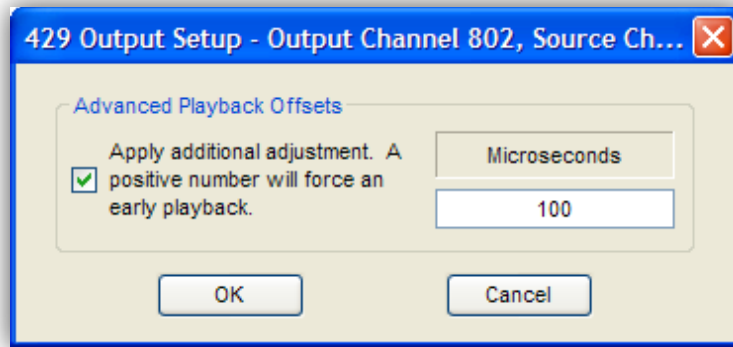 429 Output Setup - Output Channel 802, Source Ch...
Advanced Playback Offsets
Apply additional adjustment. A
positive number will force an
early playback.
Microseconds
100
OK
Cancel